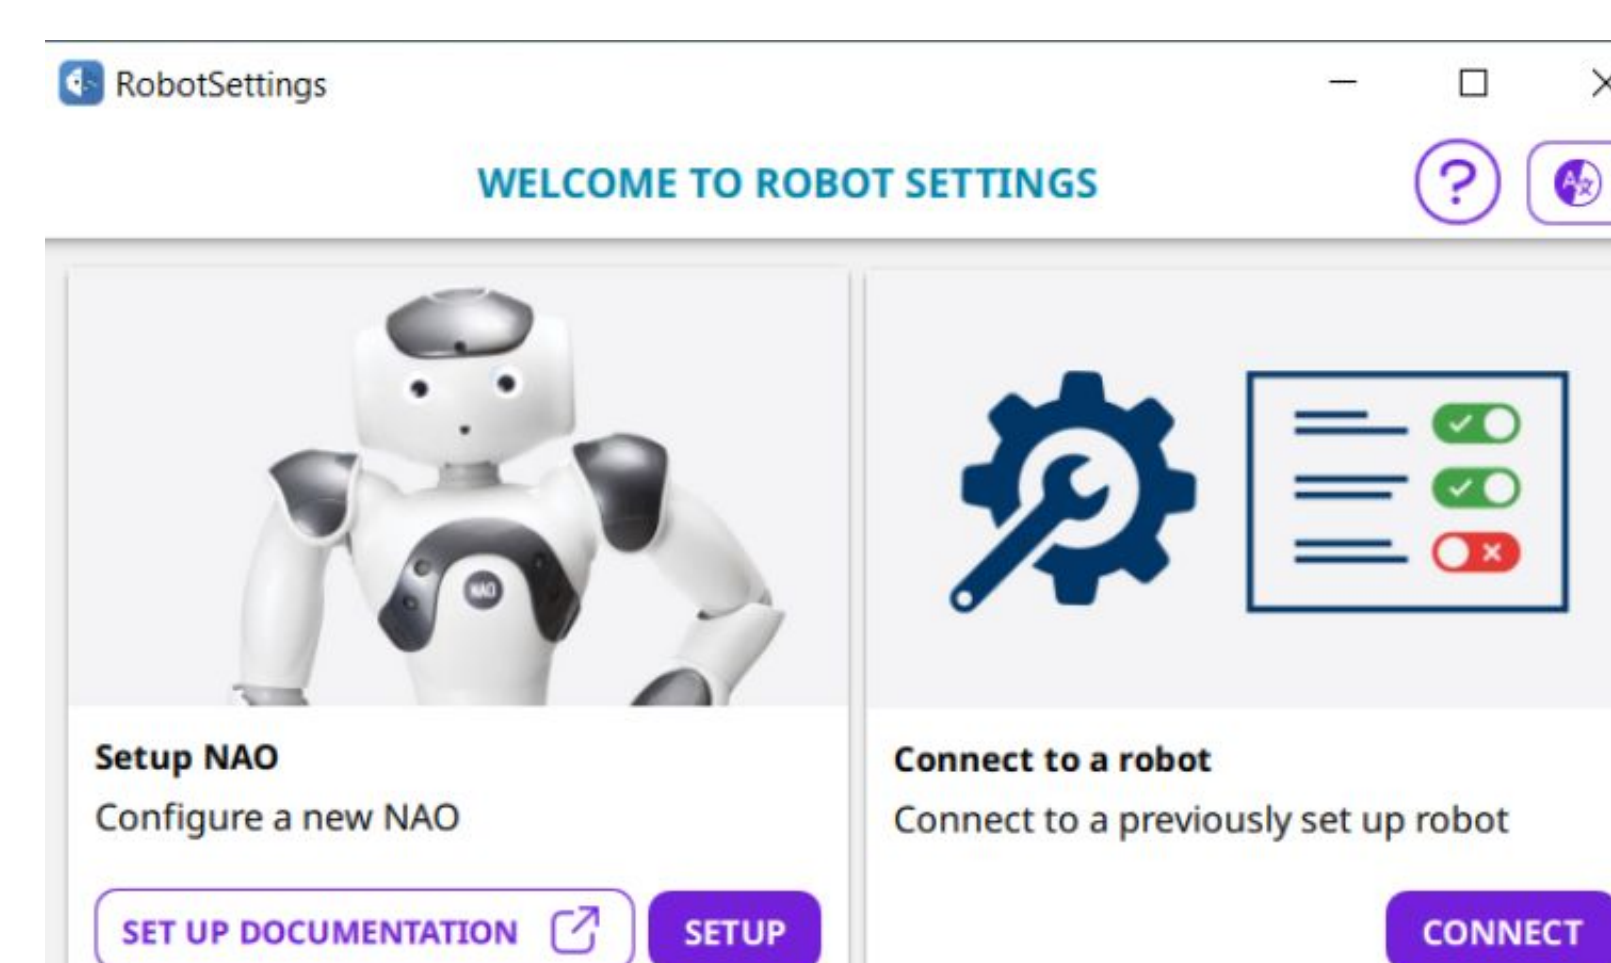 RobotSettings
WELCOME TO ROBOT SETTINGS
?
NAO
Setup NAO
Configure a new NAO
SET UP DOCUMENTATION
SETUP
Connect to a robot
Connect to a previously set up robot
CONNECT